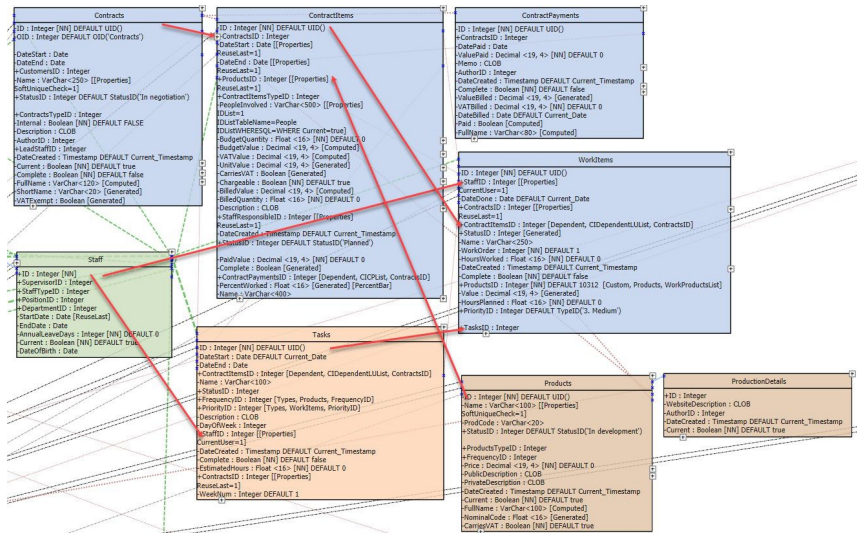 Contracts
-ID : Integer [NN] DEFAULT UID()
OID : Integer DEFAULT OID('Contracts')
-DateStart : Date
-DateEnd : Date
+CustomersID : Integer
-Name : VarChar<250> [[Properties]
SoftUniqueCheck=1]
+StatusID : Integer DEFAULT StatusID('In negotiation')
+ContractsTypeID : Integer
-Internal : Boolean [NN] DEFAULT FALSE
-Description : CLOB
-AuthorID : Integer
+LeadStaffID : Integer
-DateCreated : Timestamp DEFAULT Current_Timestamp
-Current : Boolean [NN] DEFAULT true
-Complete : Boolean [NN] DEFAULT false
-FullName : VarChar<120> [Computed]
-ShortName : VarChar<20> [Generated]
-VATExempt : Boolean [Generated]
ContractItems
-ID : Integer [NN] DEFAULT UID()
-ContractsID : Integer
DateStart : Date [[Properties]
ReuseLast=1]
-DateEnd : Date [[Properties]
ReuseLast=1]
+ProductsID : Integer [[Properties]
ReuseLast=1]
+ContractItemsTypeID : Integer
PeopleInvolved : VarChar<500> [[Properties]
IDList=1
IDListTableName=People
IDListWHERESQL=WHERE Current=true]
-BudgetQuantity : Float <16> [NN] DEFAULT 0
-BudgetValue : Decimal <19, 4> [Computed]
-VATValue : Decimal <19, 4> [Computed]
-UnitValue : Decimal <19, 4> [Generated]
-CarriesVAT : Boolean [Generated]
-Chargeable : Boolean [NN] DEFAULT true
-BilledValue : Decimal <19, 4> [Computed]
-BilledQuantity : Float <16> [NN] DEFAULT 0
-Description : CLOB
+StaffResponsibleID : Integer [[Properties]
ReuseLast=1]
-DateCreated : Timestamp DEFAULT Current_Timestamp
+StatusID : Integer DEFAULT StatusID('Planned')
-PaidValue : Decimal <19, 4> [NN] DEFAULT 0
-Complete : Boolean [Generated]
+ContractPaymentsID : Integer [Dependent, CICPLList, ContractsID]
-PercentWorked : Float <16> [Generated] [PercentBar]
-Name : VarChar<400>
ContractPayments
-ID : Integer [NN] DEFAULT UID()
+ContractsID : Integer
-DatePaid : Date
-ValuePaid : Decimal <19, 4> [NN] DEFAULT 0
-Memo : CLOB
-AuthorID : Integer
-DateCreated : Timestamp DEFAULT Current_Timestamp
-Complete : Boolean [NN] DEFAULT false
-ValueBilled : Decimal <19, 4> [Generated]
-VATBilled : Decimal <19, 4> [NN] DEFAULT 0
-DateBilled : Date DEFAULT Current_Date
-Paid : Boolean [Computed]
-FullName : VarChar<80> [Computed]
WorkItems
-ID : Integer [NN] DEFAULT UID()
+StaffID : Integer [[Properties]
CurrentUser=1]
-DateDone : Date DEFAULT Current_Date
+ContractsID : Integer [[Properties]
ReuseLast=1]
+ContractItemsID : Integer [Dependent, CIDependentLUList, ContractsID]
+StatusID : Integer [Generated]
-Name : VarChar<250>
-WorkOrder : Integer [NN] DEFAULT 1
-HoursWorked : Float <16> [NN] DEFAULT 0
-DateCreated : Timestamp DEFAULT Current_Timestamp
-Complete : Boolean [NN] DEFAULT false
+ProductsID : Integer [NN] DEFAULT 10312 [Custom, Products, WorkProductsList]
-Value : Decimal <19, 4> [Generated]
-HoursPlanned : Float <16> [NN] DEFAULT 0
+PriorityID : Integer DEFAULT TypeID('3. Medium')
-TasksID : Integer
Staff
+ID : Integer [NN]
+SupervisorID : Integer
+StaffTypeID : Integer
+PositionID : Integer
+DepartmentID : Integer
-StartDate : Date [ReuseLast]
-EndDate : Date
-AnnualLeaveDays : Integer [NN] DEFAULT 0
-Current : Boolean [NN] DEFAULT true
-DateOfBirth : Date
Tasks
-ID : Integer [NN] DEFAULT UID()
-DateStart : Date DEFAULT Current_Date
-DateEnd : Date
+ContractItemsID : Integer [Dependent, CIDependentLUList, ContractsID]
-Name : VarChar<100>
+StatusID : Integer
+FrequencyID : Integer [Types, Products, FrequencyID]
+PriorityID : Integer [Types, WorkItems, PriorityID]
-Description : CLOB
-DayOfWeek : Integer
+StaffID : Integer [[Properties]
CurrentUser=1]
-DateCreated : Timestamp DEFAULT Current_Timestamp
-Complete : Boolean [NN] DEFAULT false
-EstimatedHours : Float <16> [NN] DEFAULT 0
+ContractsID : Integer [[Properties]
ReuseLast=1]
-WeekNum : Integer DEFAULT 1
Products
-ID : Integer [NN] DEFAULT UID()
-Name : VarChar<100> [[Properties]
SoftUniqueCheck=1]
-ProdCode : VarChar<20>
+StatusID : Integer DEFAULT StatusID('In development')
+ProductsTypeID : Integer
+FrequencyID : Integer
-Price : Decimal <19, 4> [NN] DEFAULT 0
-PublicDescription : CLOB
-PrivateDescription : CLOB
-DateCreated : Timestamp DEFAULT Current_Timestamp
-Current : Boolean [NN] DEFAULT true
-FullName : VarChar<100> [Computed]
-NominalCode : Float <16> [Generated]
-CarriesVAT : Boolean [NN] DEFAULT true
ProductionDetails
+ID : Integer
-WebsiteDescription : CLOB
-AuthorID : Integer
-DateCreated : Timestamp DEFAULT Current_Timestamp
-Current : Boolean [NN] DEFAULT true